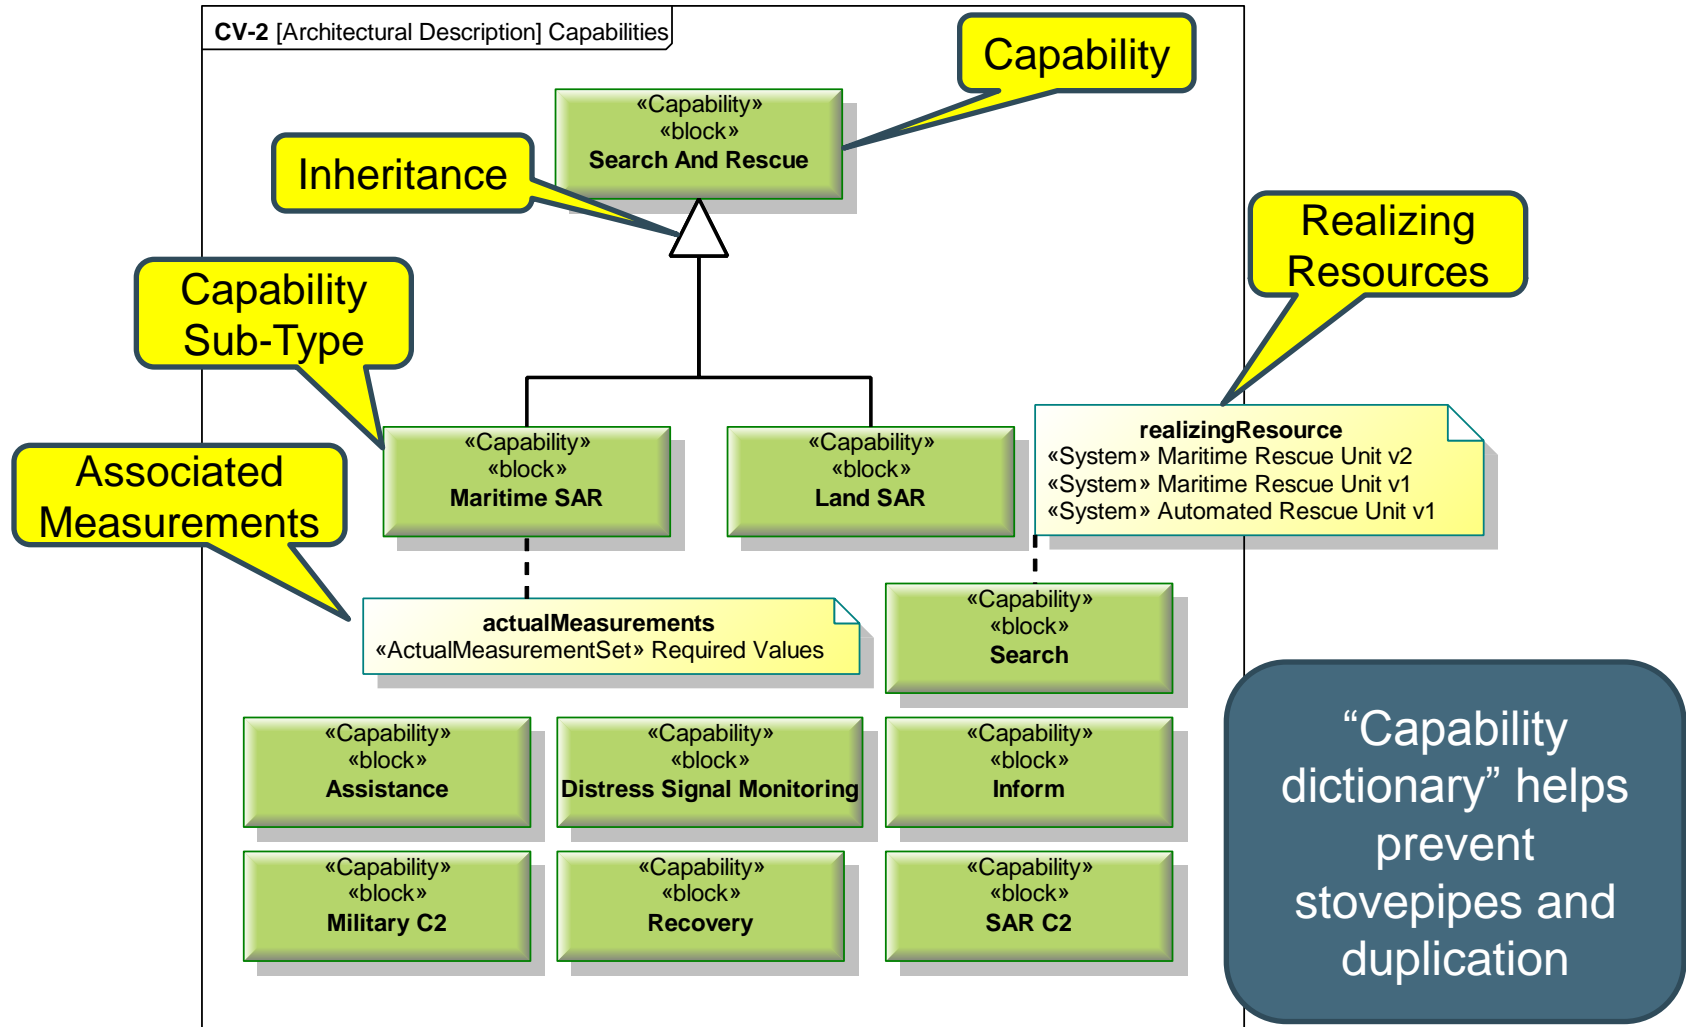 CV-2 [Architectural Description] Capabilities
Capability
«Capability»
«block»
Search And Rescue
Inheritance
Realizing
Resources
Capability
Sub-Type
«Capability»
«block»
Maritime SAR
«Capability»
«block»
Land SAR
realizingResource
«System» Maritime Rescue Unit v2
«System» Maritime Rescue Unit v1
«System» Automated Rescue Unit v1
Associated
Measurements
actualMeasurements
«ActualMeasurementSet» Required Values
«Capability»
«block»
Search
«Capability»
«block»
Assistance
«Capability»
«block»
Distress Signal Monitoring
«Capability»
«block»
Inform
«Capability»
«block»
Military C2
«Capability»
«block»
Recovery
«Capability»
«block»
SAR C2
“Capability
dictionary” helps
prevent
stovepipes and
duplication